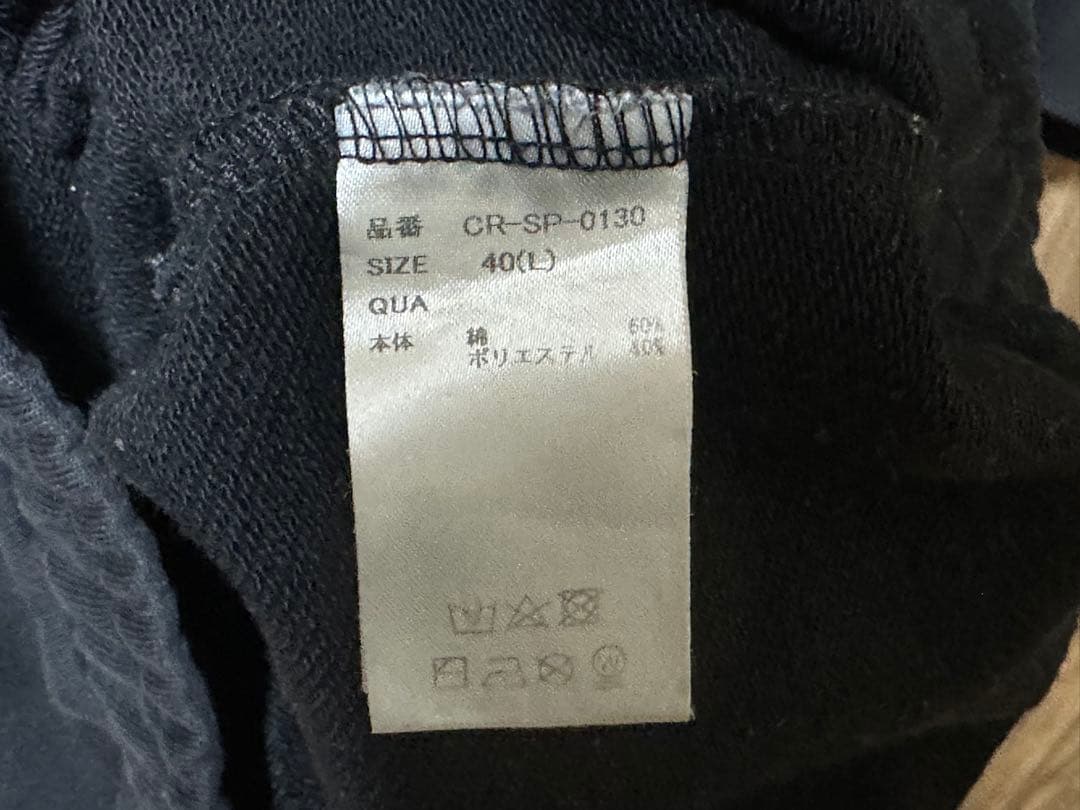 品番 CR-SP-0130
SIZE 40(L)
QUA
本体 綿 60%
ポリエステル 40%